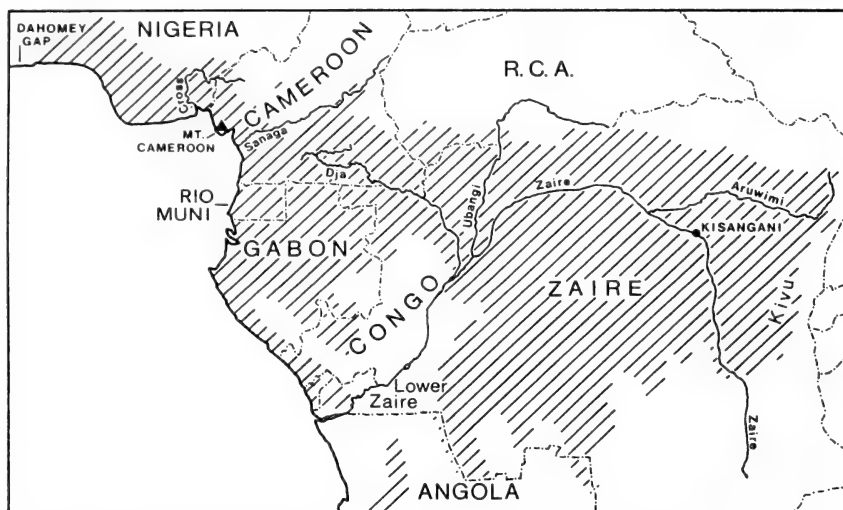 DAHOMEY
GAP
NIGERIA
CAMEROON
R.C.A.
Cross
MT.
CAMEROON
Sanaga
Dja
Ubangi
Zaire
Aruwimi
RIO
MUNI
KISANGANI
GABON
CONGO
ZAIRE
Kivu
Lower
Zaire
Zaire
ANGOLA